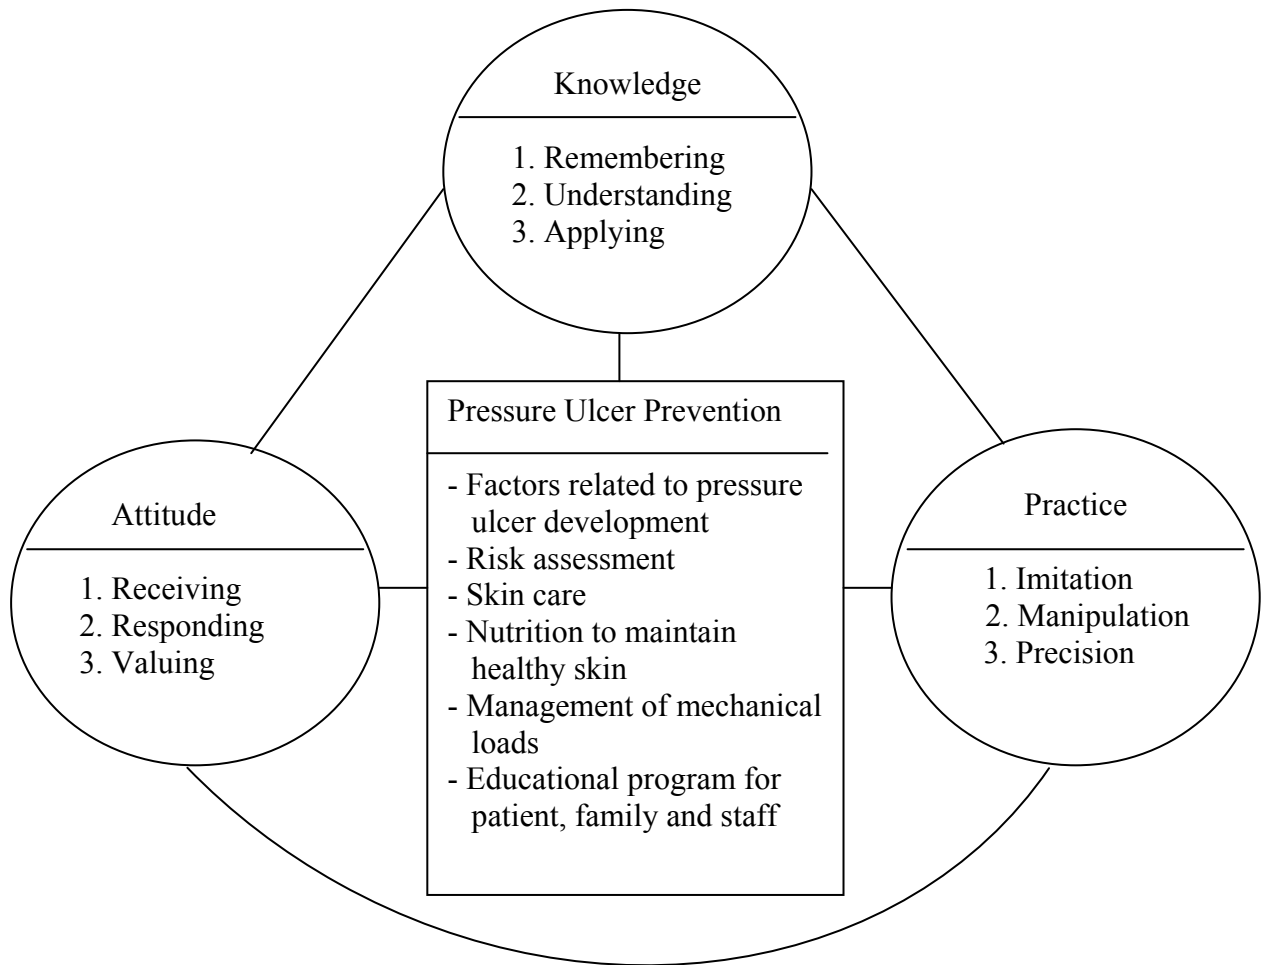 Knowledge
1. Remembering
2. Understanding
3. Applying
Pressure Ulcer Prevention
- Factors related to pressure
ulcer development
- Risk assessment
- Skin care
- Nutrition to maintain
healthy skin
- Management of mechanical
loads
- Educational program for
patient, family and staff
Attitude
1. Receiving
2. Responding
3. Valuing
Practice
1. Imitation
2. Manipulation
3. Precision